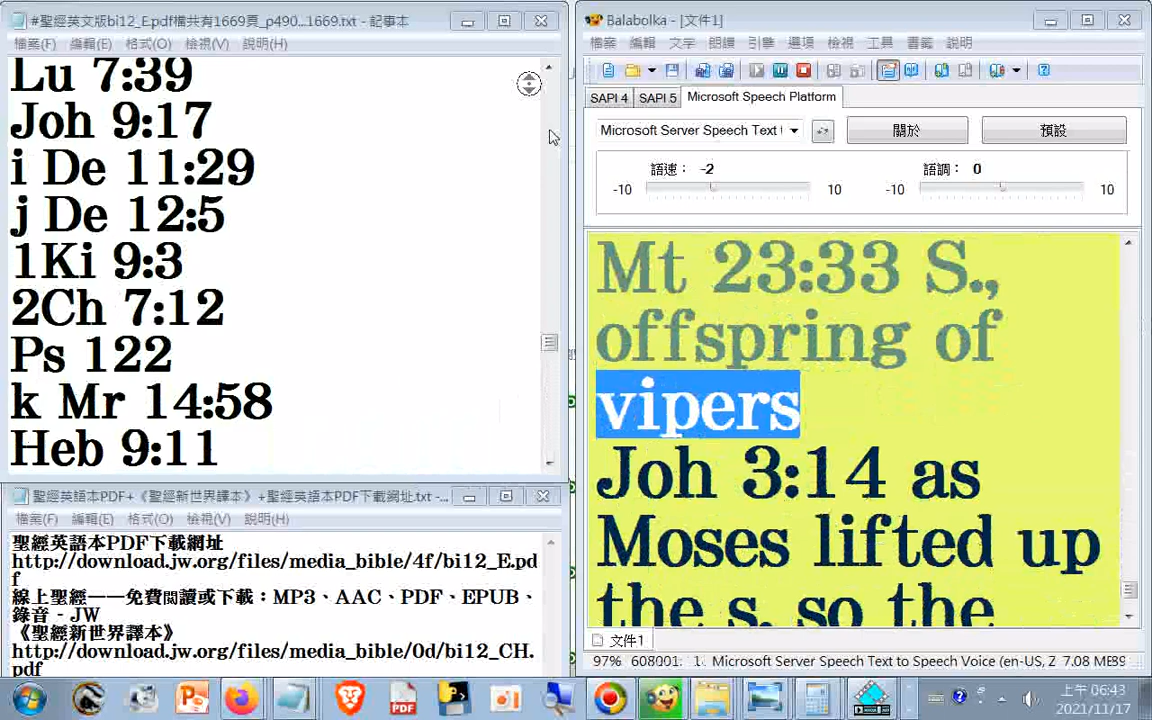 #聖經英文版bi12_E.pdf檔共有1669頁_p490...1669.txt - 記事本
檔案(F) 編輯(E) 格式(O) 檢視(V) 說明(H)
Lu 7:39
Joh 9:17
i De 11:29
j De 12:5
1Ki 9:3
2Ch 7:12
Ps 122
k Mr 14:58
Heb 9:11
聖經英語本PDF+《聖經新世界譯本》+聖經英語本PDF下載網址.txt -...
檔案(F) 編輯(E) 格式(O) 檢視(V) 說明(H)
聖經英語本PDF下載網址
http://download.jw.org/files/media_bible/4f/bi12_E.pd
f
線上聖經——免費閱讀或下載：MP3、AAC、PDF、EPUB、
錄音 - JW
《聖經新世界譯本》
http://download.jw.org/files/media_bible/0d/bi12_CH.
pdf
Balabolka - [文件1]
檔案 編輯 文字 朗讀 引擎 選項 檢視 工具 書籤 說明
SAPI 4 SAPI 5 Microsoft Speech Platform
Microsoft Server Speech Text 關於 預設
語速： -2 語調： 0
-10 10 -10 10
Mt 23:33 S.,
offspring of
vipers
Joh 3:14 as
Moses lifted up
the s. so the
文件1
97% 608001: 1. Microsoft Server Speech Text to Speech Voice (en-US, Z 7.08 MB
PDF
上午 06:43
2021/11/17